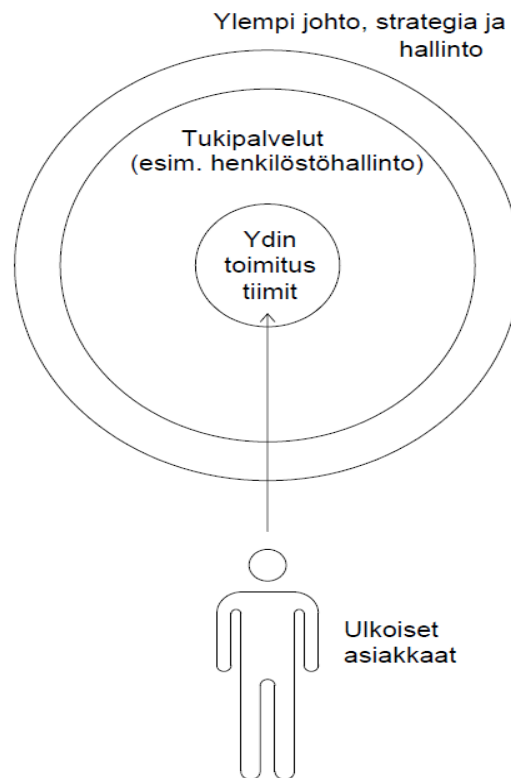 Ylempi johto, strategia ja
hallinto
Tukipalvelut
(esim. henkilöstöhallinto)
Ydin
toimitus
tiimit
Ulkoiset
asiakkaat